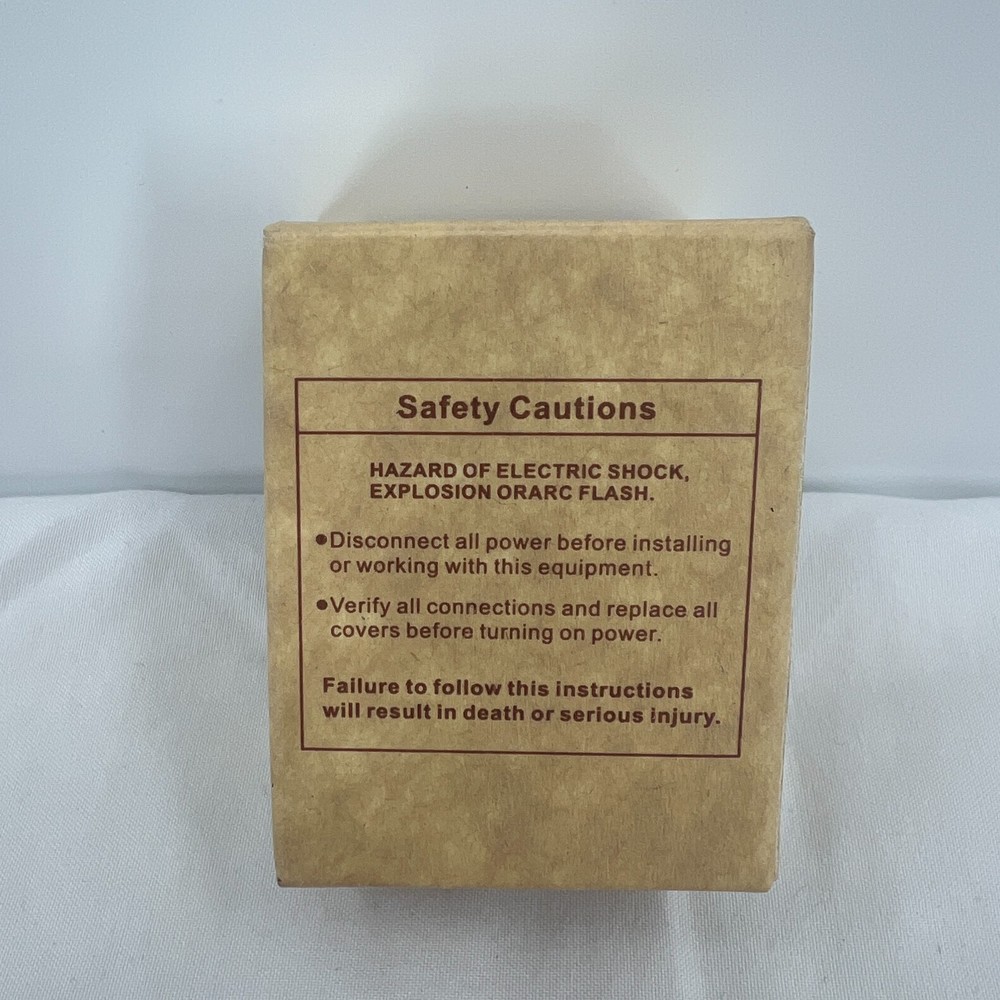 Safety Cautions
HAZARD OF ELECTRIC SHOCK,
EXPLOSION ORARC FLASH.
●Disconnect all power before installing
or working with this equipment.
●Verify all connections and replace all
covers before turning on power.
Failure to follow this instructions
will result in death or serious injury.